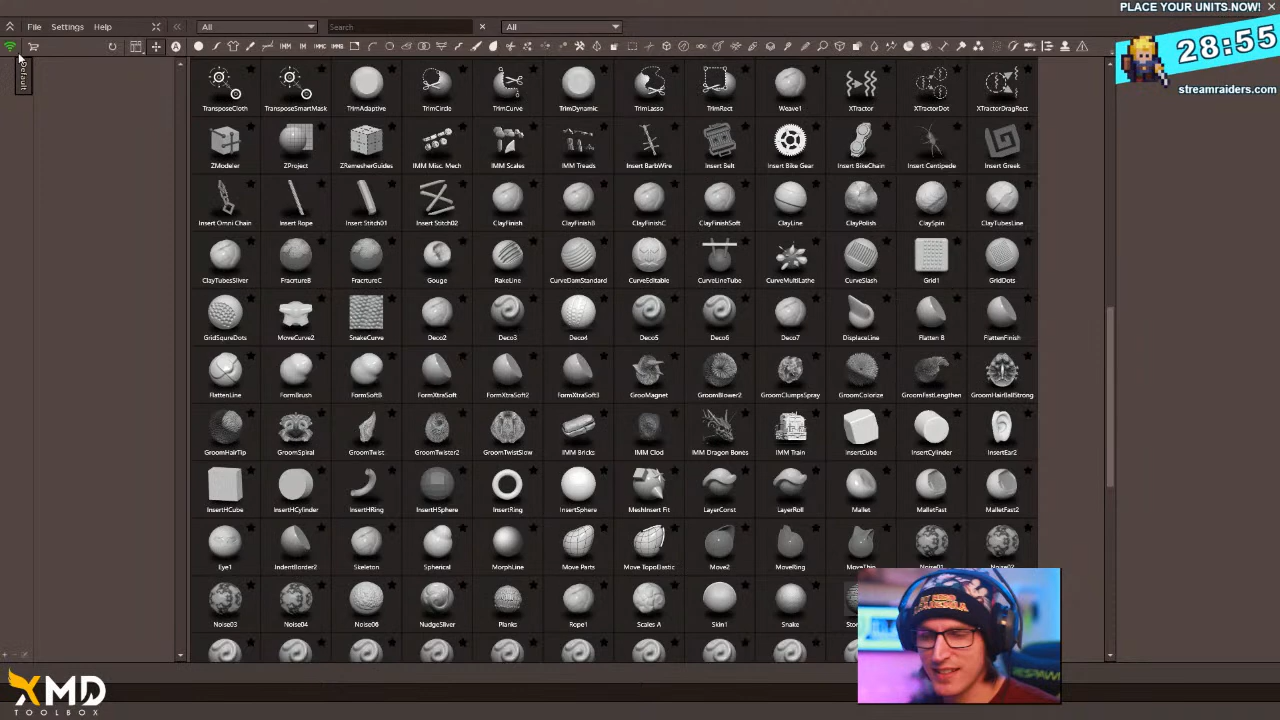 PLACE YOUR UNITS NOW!
File Settings Help All Search All
28:55
streamraiders.com
Default
TransposeCloth TransposeSmartMask TrimAdaptive TrimCircle TrimCurve TrimDynamic TrimLasso TrimRect Weave1 XTractor XTractorDot XTractorDragRect
ZModeler ZProject ZRemesherGuides IMM Misc. Mech IMM Scales IMM Treads Insert BarbWire Insert Belt Insert Bike Gear Insert BikeChain Insert Centipede Insert Greek
Insert Omni Chain Insert Rope Insert Stitch01 Insert Stitch02 ClayFinish ClayFinishB ClayFinishC ClayFinishSoft ClayLine ClayPolish ClaySpin ClayTubesLine
ClayTubesSliver FractureB FractureC Gouge RakeLine CurveDamStandard CurveEditable CurveLineTube CurveMultiLathe CurveSlash Grid1 GridDots
GridSqureDots MoveCurve2 SnakeCurve Deco2 Deco3 Deco4 Deco5 Deco6 Deco7 DisplaceLine Flatten B FlattenFinish
FlattenLine FormBrush FormSoftB FormXtraSoft FormXtraSoft2 FormXtraSoft3 GrooMagnet GroomBlower2 GroomClumpsSpray GroomColorize GroomFastLengthen GroomHairBallStrong
GroomHairTip GroomSpiral GroomTwist GroomTwister2 GroomTwistSlow IMM Bricks IMM Clod IMM Dragon Bones IMM Train InsertCube InsertCylinder InsertEar2
InsertHCube InsertHCylinder InsertHRing InsertHSphere InsertRing InsertSphere MeshInsert Fit LayerConst LayerRoll Mallet MalletFast MalletFast2
Eye1 IndentBorder2 Skeleton Spherical MorphLine Move Parts Move TopoElastic Move2 MoveRing MoveThin Noise01
Noise03 Noise04 Noise06 NudgeSliver Planks Rope1 Scales A Skin1 Snake
XMD
TOOLBOX